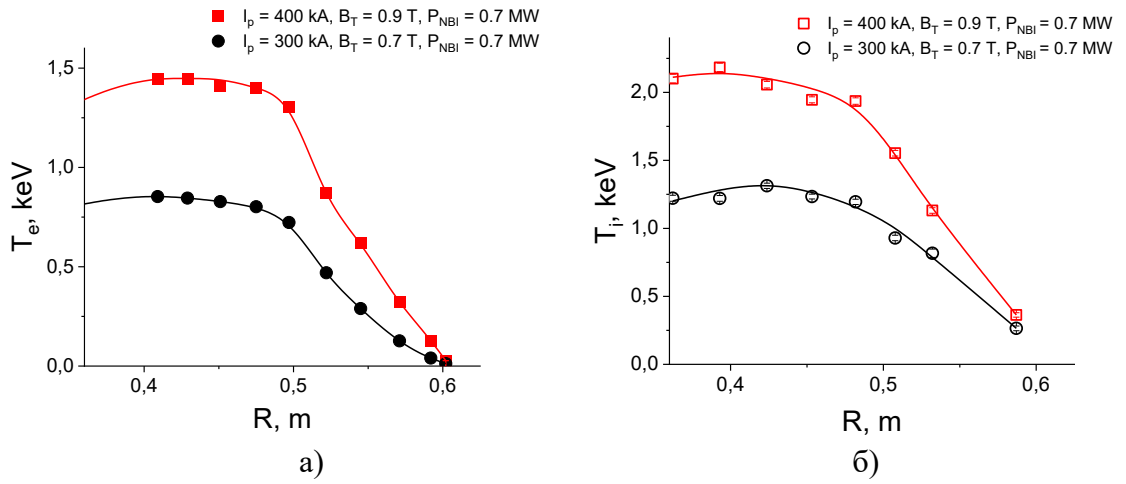 I_p = 400 kA, B_T = 0.9 T, P_NBI = 0.7 MW
I_p = 300 kA, B_T = 0.7 T, P_NBI = 0.7 MW
1,5
1,0
0,5
0,0
T_e, keV
0,4
0,5
0,6
R, m
а)
I_p = 400 kA, B_T = 0.9 T, P_NBI = 0.7 MW
I_p = 300 kA, B_T = 0.7 T, P_NBI = 0.7 MW
2,0
1,5
1,0
0,5
0,0
T_i, keV
0,4
0,5
0,6
R, m
б)